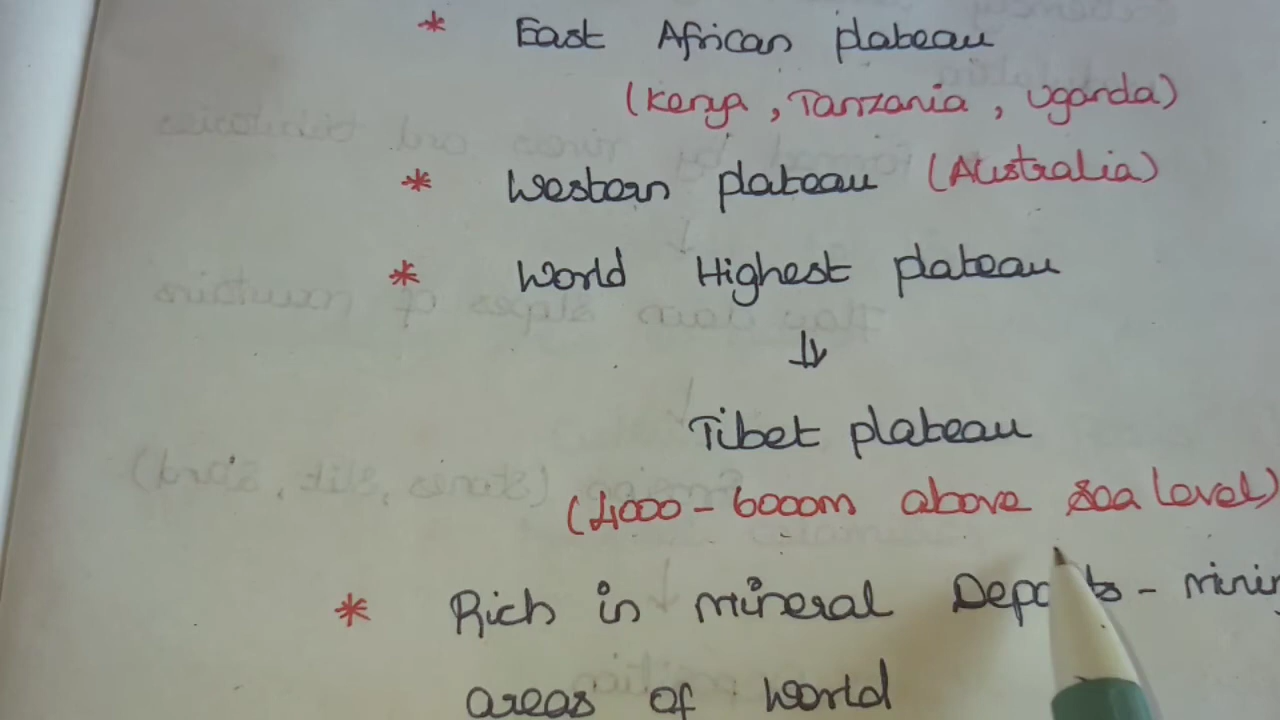 * East African plateau
(Kenya, Tanzania, Uganda)
* Western plateau (Australia)
* World Highest plateau
↓
Tibet plateau
(4000-6000m above sea level)
* Rich in mineral - 
areas of world